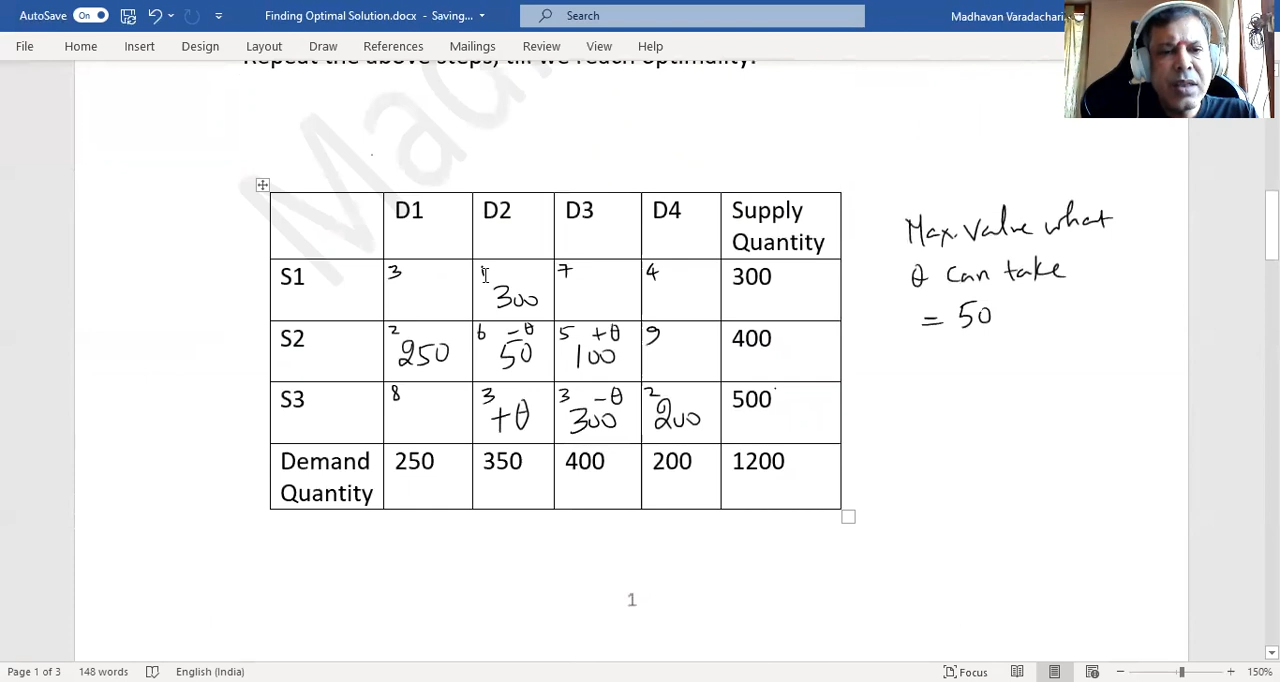 AutoSave On Finding Optimal Solution.docx - Saving... Search Madhavan Varadachari
File Home Insert Design Layout Draw References Mailings Review View Help
Repeat the above steps, till we reach optimality.
D1 D2 D3 D4 Supply
Quantity
S1 3 1 300 7 4 300
S2 2 250 6 -θ 50 5 +θ 100 9 400
S3 8 3 +θ 3 -θ 300 2 200 500
Demand
Quantity 250 350 400 200 1200
Max. Value what
θ can take
= 50
1
Page 1 of 3 148 words English (India) Focus 150%